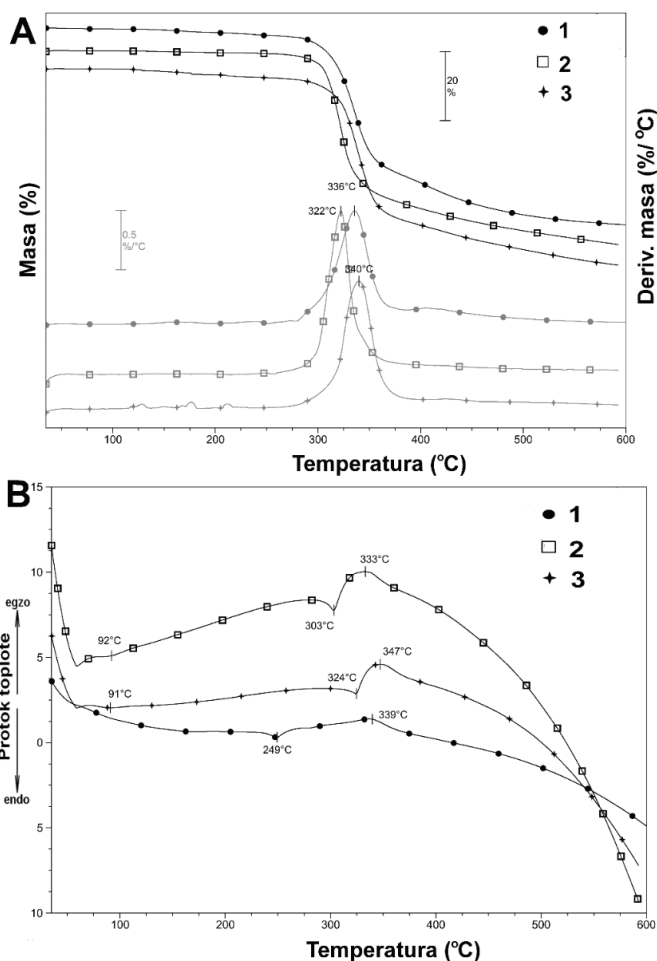 A
1
2
3
20
%
336°C
322°C
340°C
0.5
%/°C
Masa (%)
Deriv. masa (%/ °C)
100
200
300
400
500
600
Temperatura (°C)
B
15
10
5
0
5
10
1
2
3
egzo
Protok toplote
endo
333°C
303°C
92°C
347°C
324°C
91°C
339°C
249°C
100
200
300
400
500
600
Temperatura (°C)